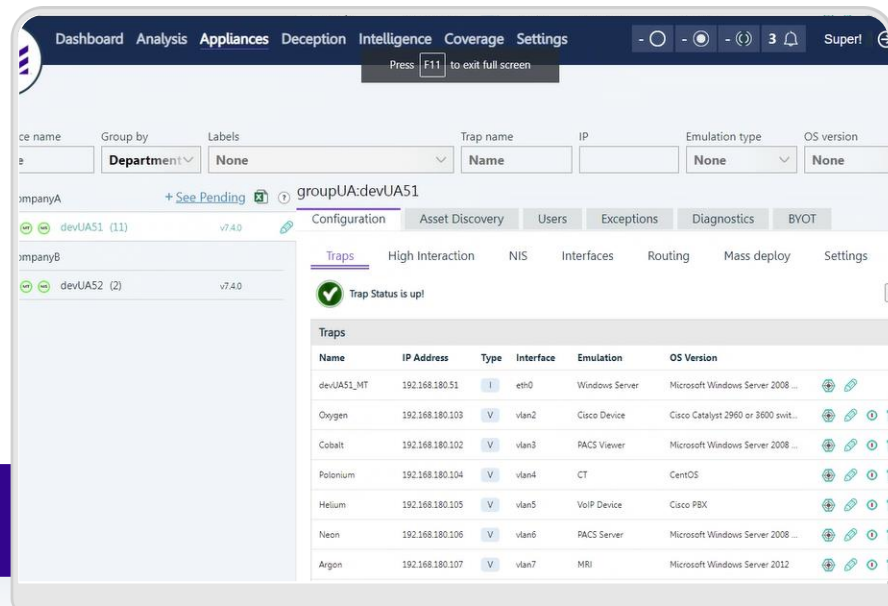 Dashboard Analysis Appliances Deception Intelligence Coverage Settings - - - 3 Super!
Press F11 to exit full screen
ce name Group by Labels Trap name IP Emulation type OS version
Department None Name None None
ompanyA + See Pending ? groupUA:devUA51
devUA51 (11) v7.4.0 Configuration Asset Discovery Users Exceptions Diagnostics BYOT
ompanyB Traps High Interaction NIS Interfaces Routing Mass deploy Settings
devUA52 (2) v7.4.0 Trap Status is up!
Traps
Name IP Address Type Interface Emulation OS Version
devUA51_MT 192.168.180.51 I eth0 Windows Server Microsoft Windows Server 2008 ...
Oxygen 192.168.180.103 V vlan2 Cisco Device Cisco Catalyst 2960 or 3600 swit...
Cobalt 192.168.180.102 V vlan3 PACS Viewer Microsoft Windows Server 2008 ...
Polonium 192.168.180.104 V vlan4 CT CentOS
Helium 192.168.180.105 V vlan5 VoIP Device Cisco PBX
Neon 192.168.180.106 V vlan6 PACS Server Microsoft Windows Server 2008 ...
Argon 192.168.180.107 V vlan7 MRI Microsoft Windows Server 2012